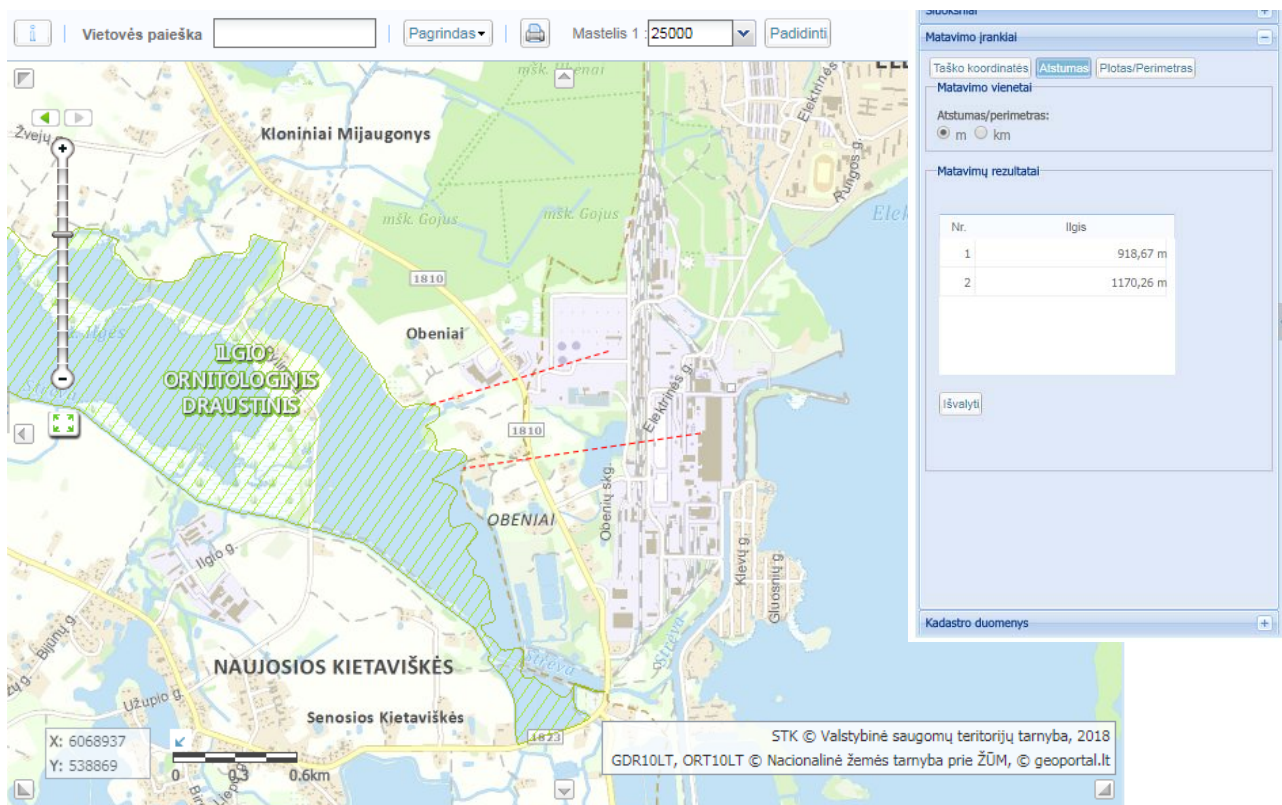 Vietovės paieška
Pagrindas
Mastelis 1 : 25000
Padidinti
Sluoksniai
Matavimo įrankiai
Taško koordinatės
Atstumas
Plotas/Perimetras
Matavimo vienetai
Atstumas/perimetras:
m km
Matavimų rezultatai
Nr. Ilgis
1 918,67 m
2 1170,26 m
Išvalyti
Kadastro duomenys
mšk. Obenai
Elektrinės g.
Žvejų
Kloniniai Mijaugonys
Rungos g.
mšk. Gojus
mšk. Gojus
1810
Obeniai
Ilgės
ILGIO
ORNITOLOGINIS
DRAUSTINIS
Strėva
Elektrinės g.
1810
Obenių skg.
OBENIAI
Ilgio g.
Klevų g.
Gluosnių g.
Bijūnų g.
Strėva
NAUJOSIOS KIETAVIŠKĖS
Užupio g.
Senosios Kietaviškės
1823
Liepų g.
X: 6068937
Y: 538869
0 0.3 0.6km
STK © Valstybinė saugomų teritorijų tarnyba, 2018
GDR10LT, ORT10LT © Nacionalinė žemės tarnyba prie ŽŪM, © geoportal.lt